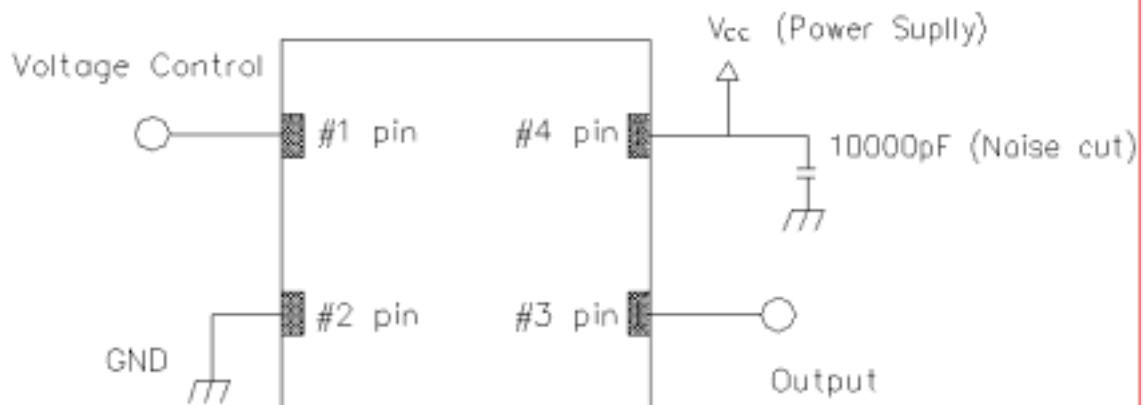 Vcc (Power Suplly)
Voltage Control
#1 pin
#4 pin
10000pF (Noise cut)
#2 pin
#3 pin
GND
Output